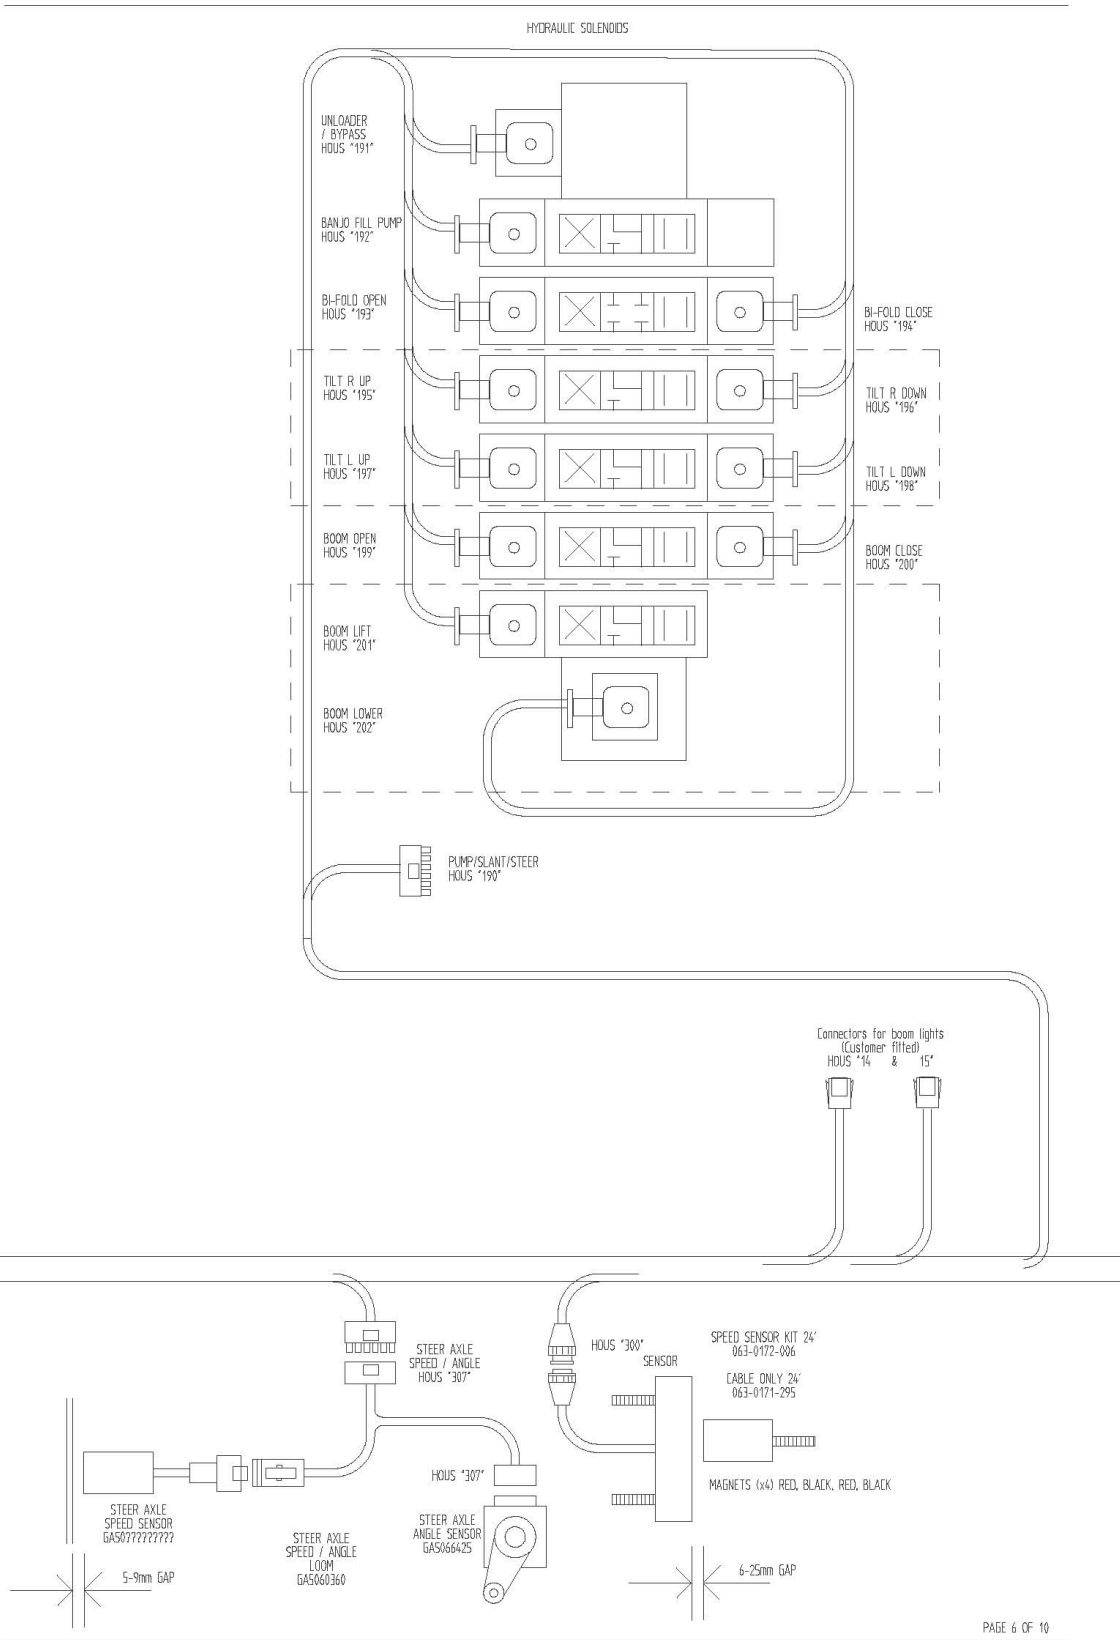 HYDRAULIC SOLENOIDS
UNLOADER
/ BYPASS
HOUS "191"
BANJO FILL PUMP
HOUS "192"
BI-FOLD OPEN
HOUS "193"
BI-FOLD CLOSE
HOUS "194"
TILT R UP
HOUS "195"
TILT R DOWN
HOUS "196"
TILT L UP
HOUS "197"
TILT L DOWN
HOUS "198"
BOOM OPEN
HOUS "199"
BOOM CLOSE
HOUS "200"
BOOM LIFT
HOUS "201"
BOOM LOWER
HOUS "202"
PUMP/SLANT/STEER
HOUS "190"
Connectors for boom lights
(Customer fitted)
HOUS "14 & 15"
STEER AXLE
SPEED / ANGLE
HOUS "307"
HOUS "300"
SENSOR
SPEED SENSOR KIT 24'
063-0172-006
CABLE ONLY 24'
063-0171-295
MAGNETS (x4) RED, BLACK, RED, BLACK
HOUS "307"
STEER AXLE
SPEED SENSOR
GA50?????????
STEER AXLE
SPEED / ANGLE
LOOM
GA5060360
STEER AXLE
ANGLE SENSOR
GA5066425
5-9mm GAP
6-25mm GAP
PAGE 6 OF 10